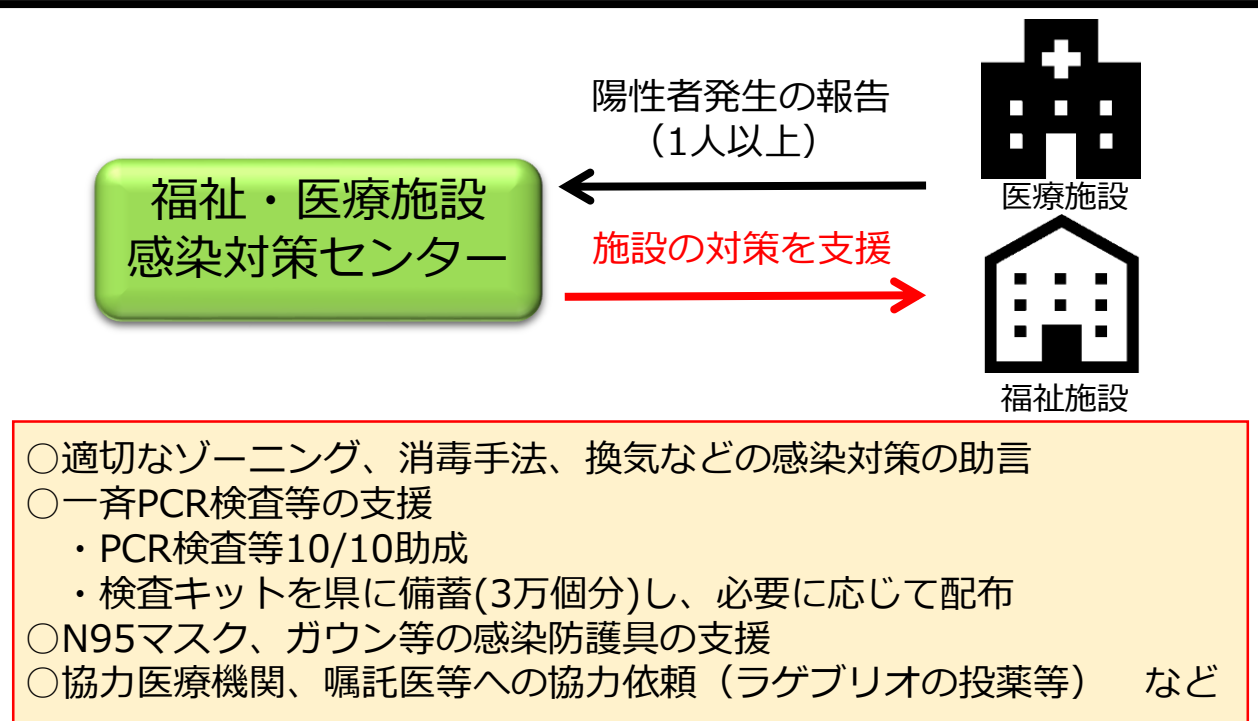 陽性者発生の報告
（1人以上）
医療施設
福祉・医療施設
感染対策センター
施設の対策を支援
福祉施設
○適切なゾーニング、消毒手法、換気などの感染対策の助言
○一斉PCR検査等の支援
・PCR検査等10/10助成
・検査キットを県に備蓄(3万個分)し、必要に応じて配布
○N95マスク、ガウン等の感染防護具の支援
○協力医療機関、嘱託医等への協力依頼（ラゲブリオの投薬等）　など